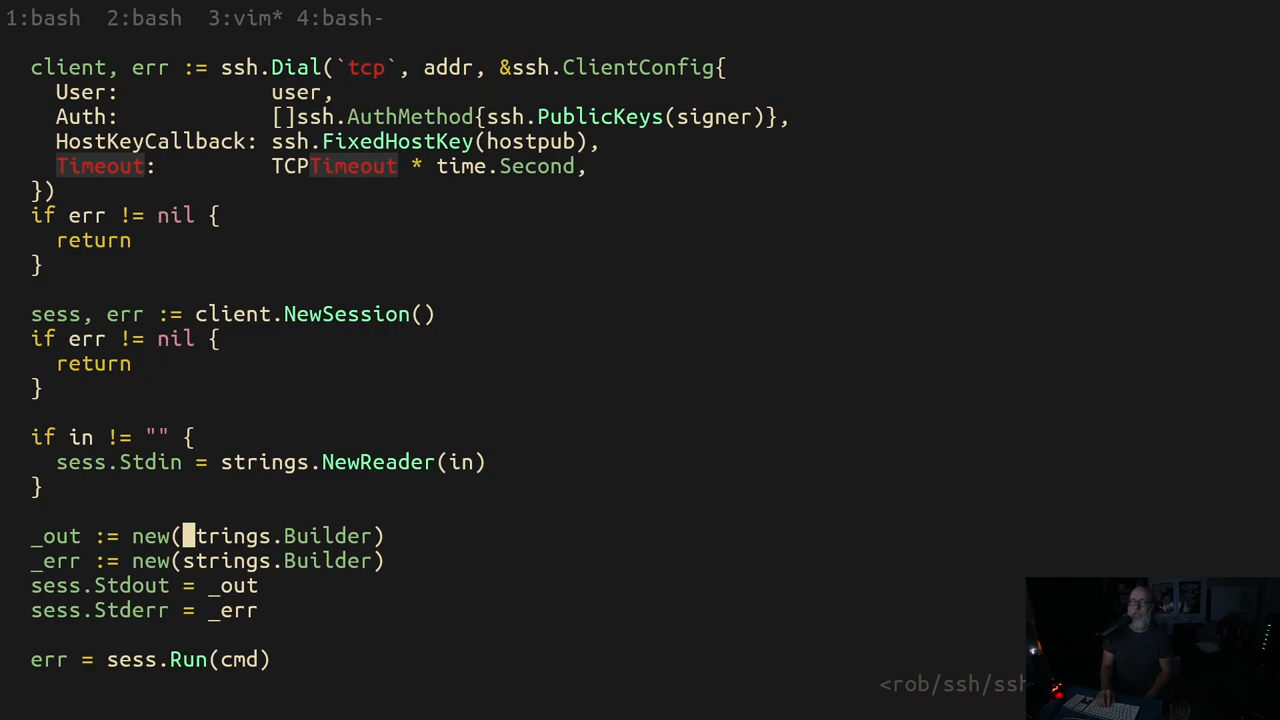 1:bash  2:bash  3:vim* 4:bash-
client, err := ssh.Dial(`tcp`, addr, &ssh.ClientConfig{
  User:            user,
  Auth:            []ssh.AuthMethod{ssh.PublicKeys(signer)},
  HostKeyCallback: ssh.FixedHostKey(hostpub),
  Timeout:         TCPTimeout * time.Second,
})
if err != nil {
  return
}
sess, err := client.NewSession()
if err != nil {
  return
}
if in != "" {
  sess.Stdin = strings.NewReader(in)
}
_out := new(strings.Builder)
_err := new(strings.Builder)
sess.Stdout = _out
sess.Stderr = _err
err = sess.Run(cmd)
<rob/ssh/ssh